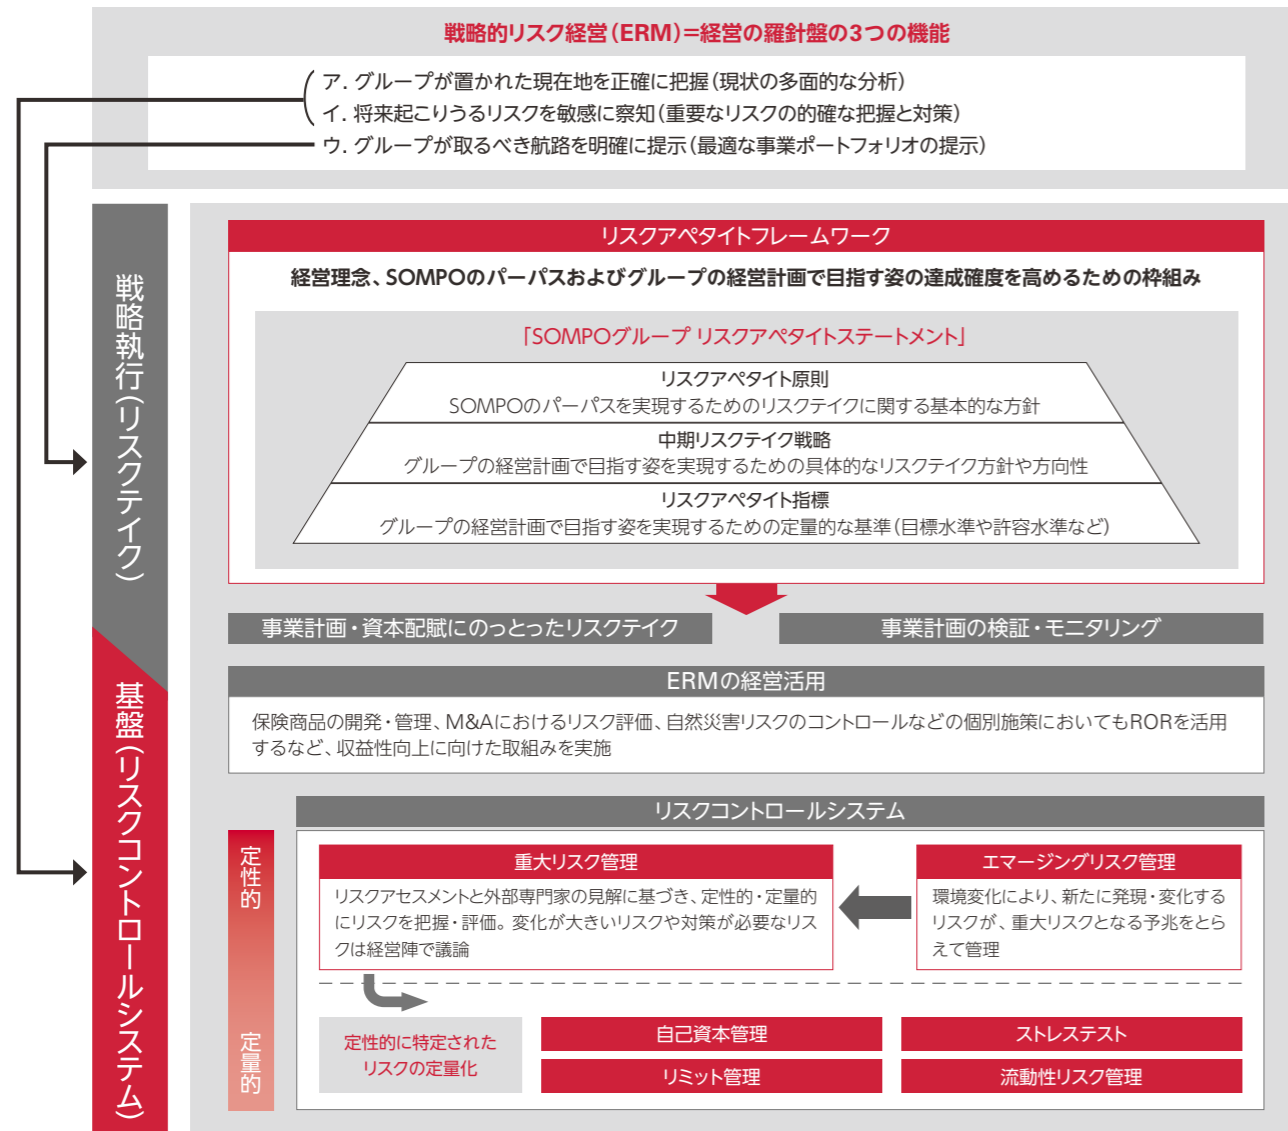 戦略的リスク経営(ERM)=経営の羅針盤の3つの機能
ア. グループが置かれた現在地を正確に把握(現状の多面的な分析)
イ. 将来起こりうるリスクを敏感に察知(重要なリスクの的確な把握と対策)
ウ. グループが取るべき航路を明確に提示(最適な事業ポートフォリオの提示)
戦略執行(リスクテイク)
リスクアペタイトフレームワーク
経営理念、SOMPOのパーパスおよびグループの経営計画で目指す姿の達成確度を高めるための枠組み
「SOMPOグループ リスクアペタイトステートメント」
リスクアペタイト原則
SOMPOのパーパスを実現するためのリスクテイクに関する基本的な方針
中期リスクテイク戦略
グループの経営計画で目指す姿を実現するための具体的なリスクテイク方針や方向性
リスクアペタイト指標
グループの経営計画で目指す姿を実現するための定量的な基準(目標水準や許容水準など)
事業計画・資本配賦にのっとったリスクテイク
事業計画の検証・モニタリング
基盤(リスクコントロールシステム)
ERMの経営活用
保険商品の開発・管理、M&Aにおけるリスク評価、自然災害リスクのコントロールなどの個別施策においてもRORを活用
するなど、収益性向上に向けた取組みを実施
リスクコントロールシステム
定性的
重大リスク管理
リスクアセスメントと外部専門家の見解に基づき、定性的・定量的
にリスクを把握・評価。変化が大きいリスクや対策が必要なリス
クは経営陣で議論
エマージングリスク管理
環境変化により、新たに発現・変化する
リスクが、重大リスクとなる予兆をとら
えて管理
定量的
定性的に特定された
リスクの定量化
自己資本管理
ストレステスト
リミット管理
流動性リスク管理